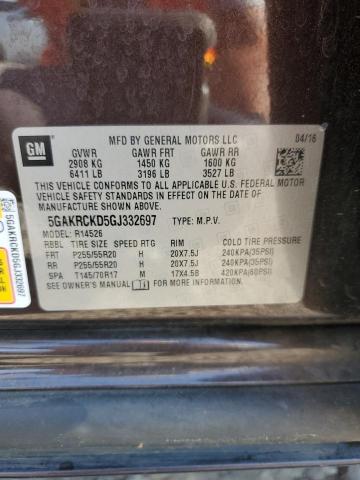 GM
MFD BY GENERAL MOTORS LLC 04/16
GVWR GAWR FRT GAWR RR
2908 KG 1450 KG 1600 KG
6411 LB 3196 LB 3527 LB
THIS VEHICLE CONFORMS TO ALL APPLICABLE U.S. FEDERAL MOTOR
VEHICLE SAFETY STANDARDS IN EFFECT ON THE DATE OF
MANUFACTURE SHOWN ABOVE.
5GAKRCKD5GJ332697 TYPE: M.P.V.
MODEL: R14526
RBBL TIRE SIZE SPEED RTG RIM COLD TIRE PRESSURE
FRT P255/55R20 H 20X7.5J 240KPA(35PSI)
RR P255/55R20 H 20X7.5J 240KPA(35PSI)
SPA T145/70R17 M 17X4.5B 420KPA(60PSI)
SEE OWNER'S MANUAL FOR ADDITIONAL INFORMATION
5GAKRCKD5GJ332697